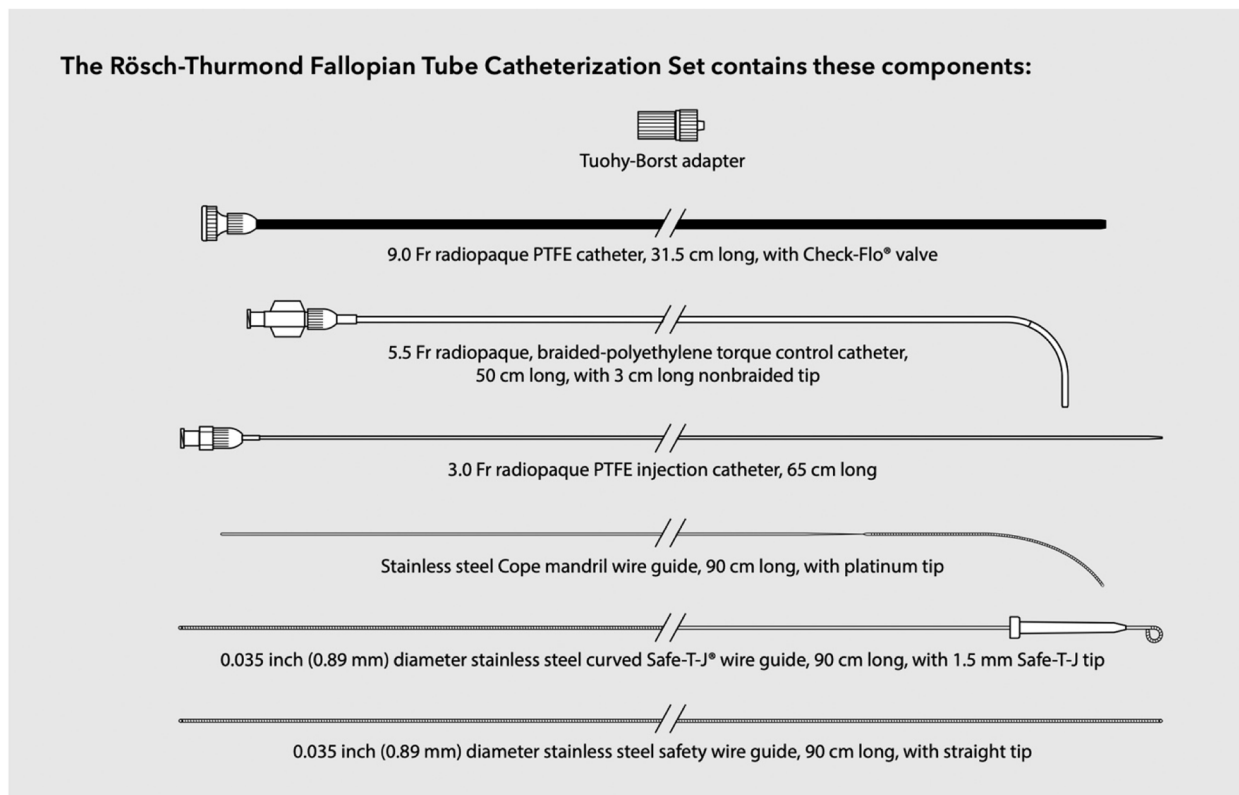 The Rösch-Thurmond Fallopian Tube Catheterization Set contains these components:
Tuohy-Borst adapter
9.0 Fr radiopaque PTFE catheter, 31.5 cm long, with Check-Flo® valve
5.5 Fr radiopaque, braided-polyethylene torque control catheter,
50 cm long, with 3 cm long nonbraided tip
3.0 Fr radiopaque PTFE injection catheter, 65 cm long
Stainless steel Cope mandril wire guide, 90 cm long, with platinum tip
0.035 inch (0.89 mm) diameter stainless steel curved Safe-T-J® wire guide, 90 cm long, with 1.5 mm Safe-T-J tip
0.035 inch (0.89 mm) diameter stainless steel safety wire guide, 90 cm long, with straight tip